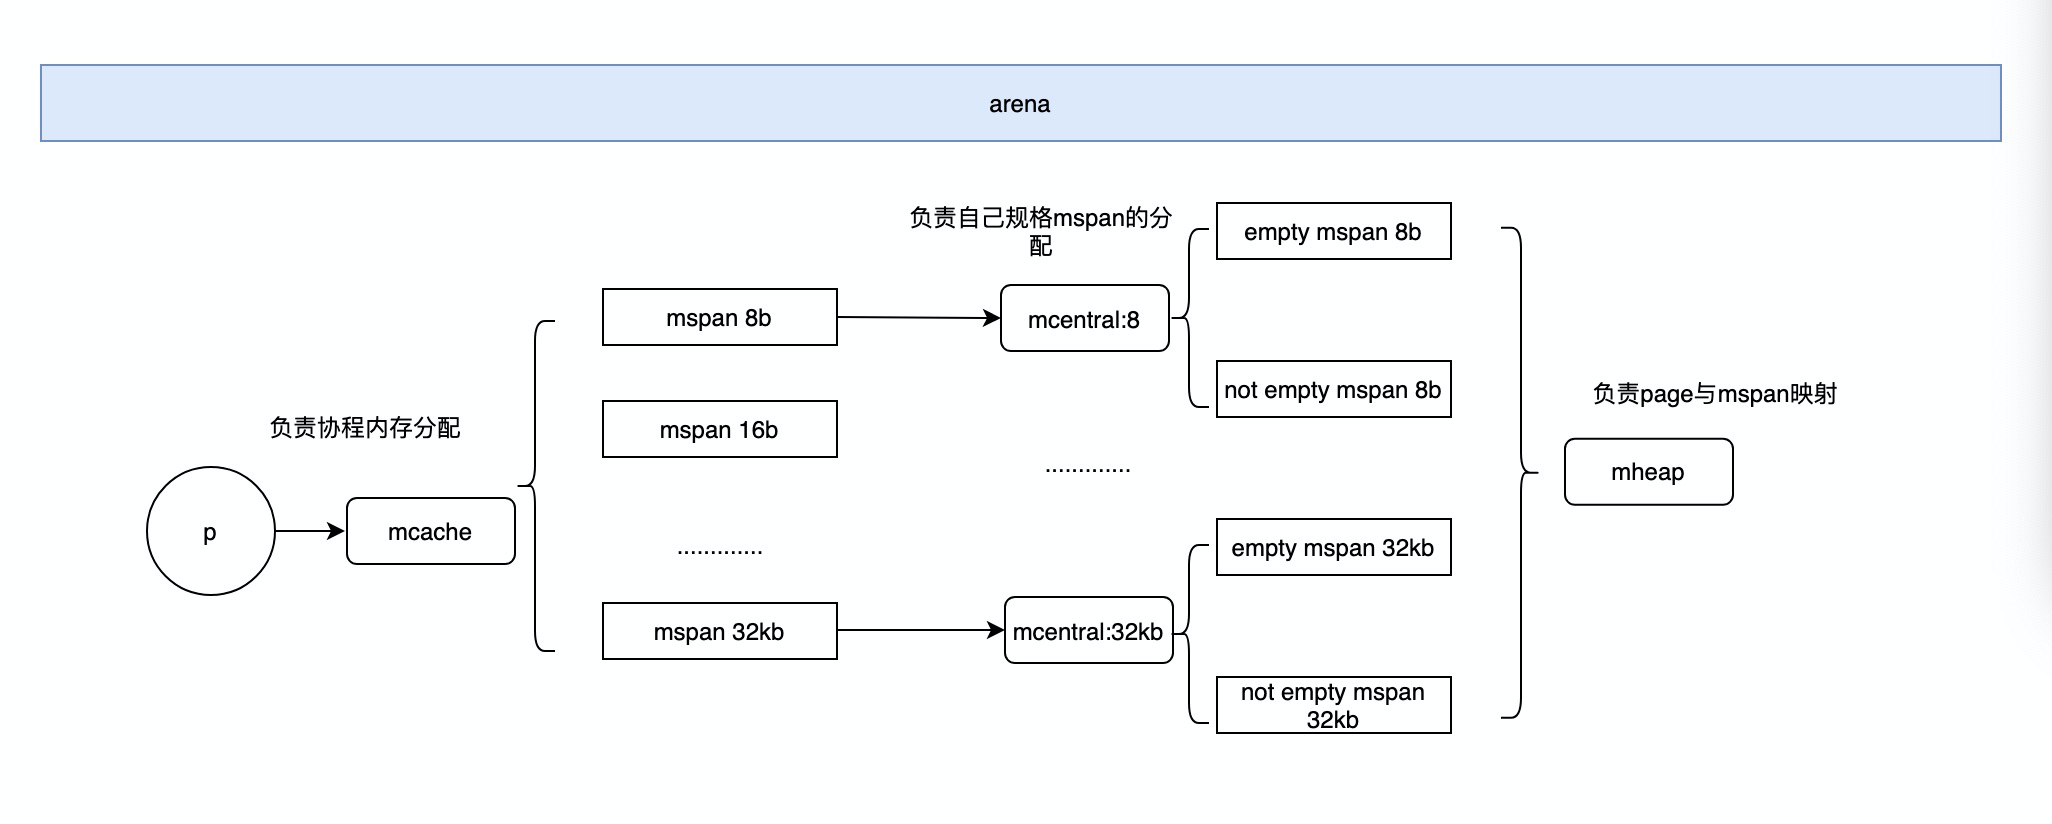 arena
负责自己规格mspan的分
配
empty mspan 8b
mspan 8b
mcentral:8
not empty mspan 8b
负责page与mspan映射
负责协程内存分配
mspan 16b
.............
mheap
p
mcache
.............
empty mspan 32kb
mspan 32kb
mcentral:32kb
not empty mspan
32kb